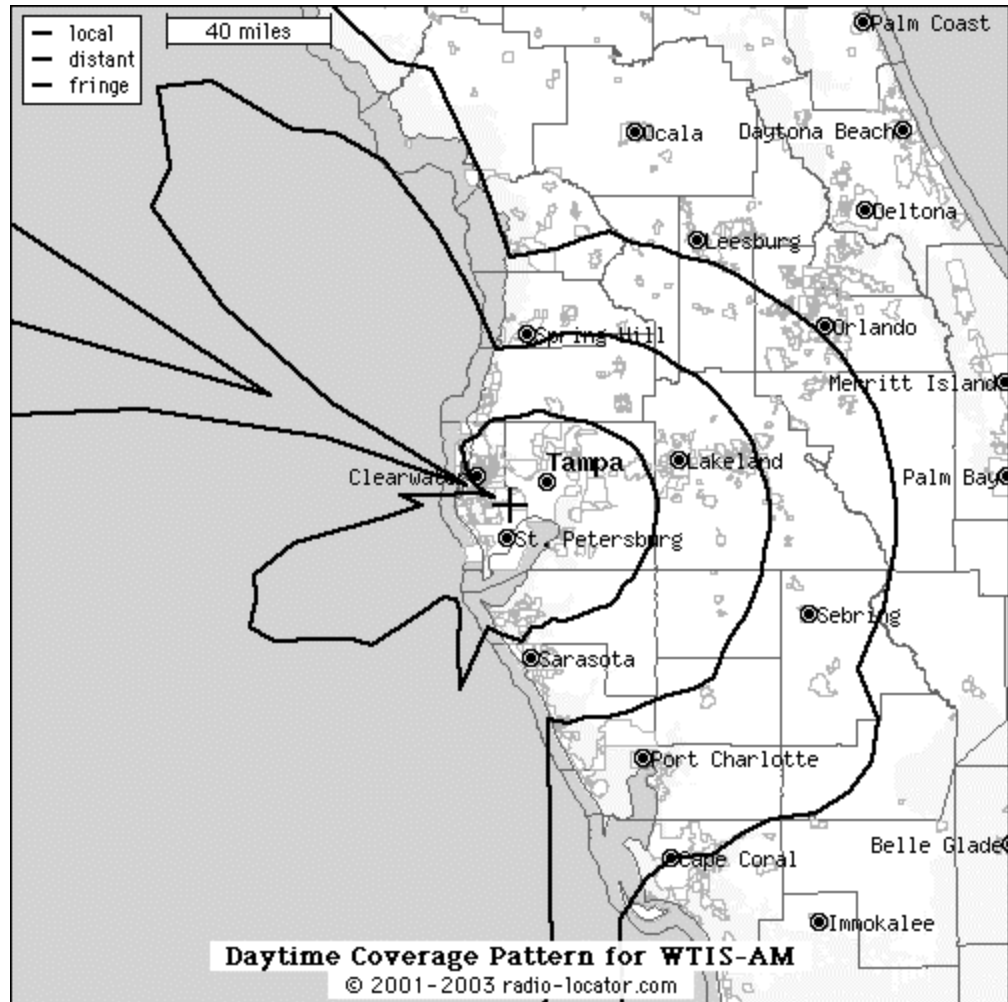 local
distant
fringe
40 miles
Palm Coast
Ocala
Daytona Beach
Deltona
Leesburg
Orlando
Spring Hill
Merritt Island
Clearwater
Tampa
Lakeland
Palm Bay
St. Petersburg
Sebring
Sarasota
Port Charlotte
Cape Coral
Belle Glade
Immokalee
Daytime Coverage Pattern for WTIS-AM
© 2001-2003 radio-locator.com